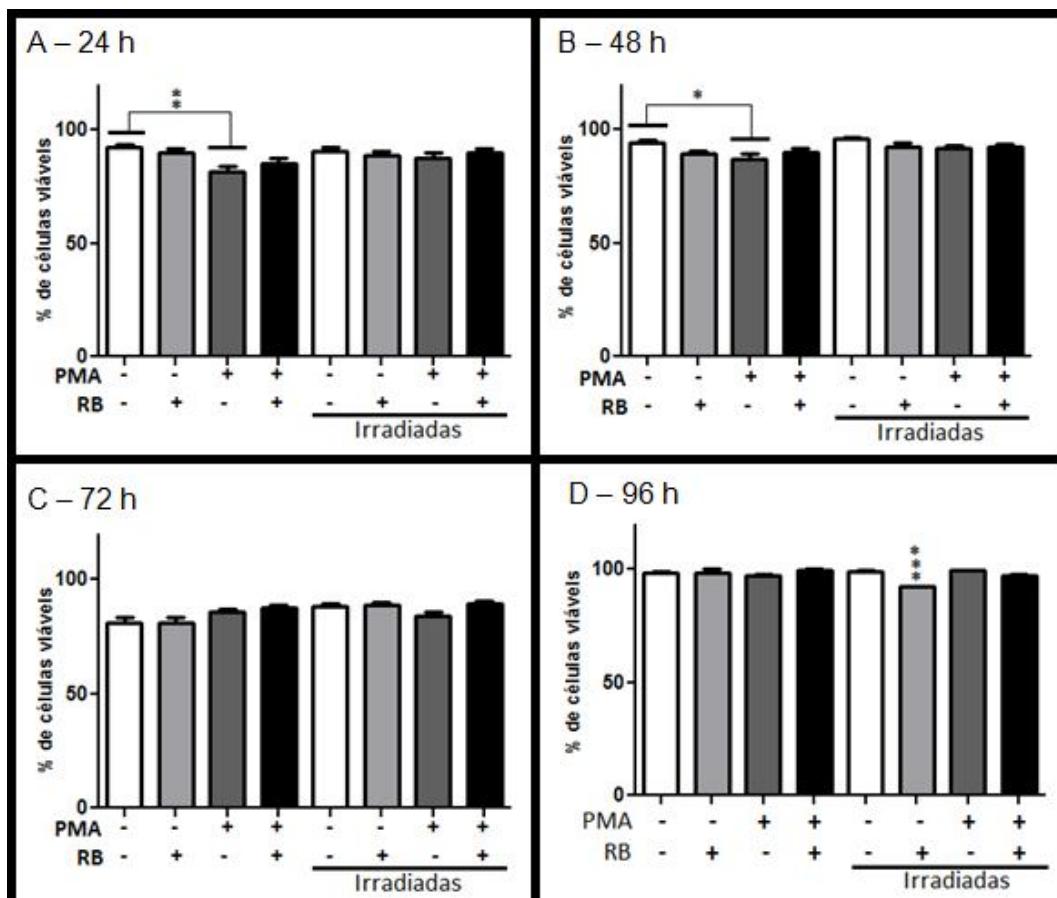 A – 24 h
% de células viáveis
100
50
0
**
PMA - - + + - - + +
RB - + - + - + - +
Irradiadas
B – 48 h
% de células viáveis
100
50
0
*
PMA - - + + - - + +
RB - + - + - + - +
Irradiadas
C – 72 h
% de células viáveis
100
50
0
PMA - - + + - - + +
RB - + - + - + - +
Irradiadas
D – 96 h
% de células viáveis
100
50
0
***
PMA - - + + - - + +
RB - + - + - + - +
Irradiadas